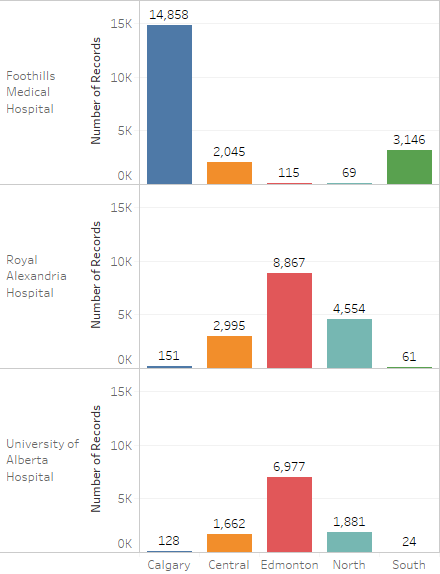 Foothills
Medical
Hospital
Number of Records
15K
10K
5K
0K
14,858
2,045
115
69
3,146
Royal
Alexandria
Hospital
Number of Records
15K
10K
5K
0K
151
2,995
8,867
4,554
61
University of
Alberta
Hospital
Number of Records
15K
10K
5K
0K
128
1,662
6,977
1,881
24
Calgary Central Edmonton North South